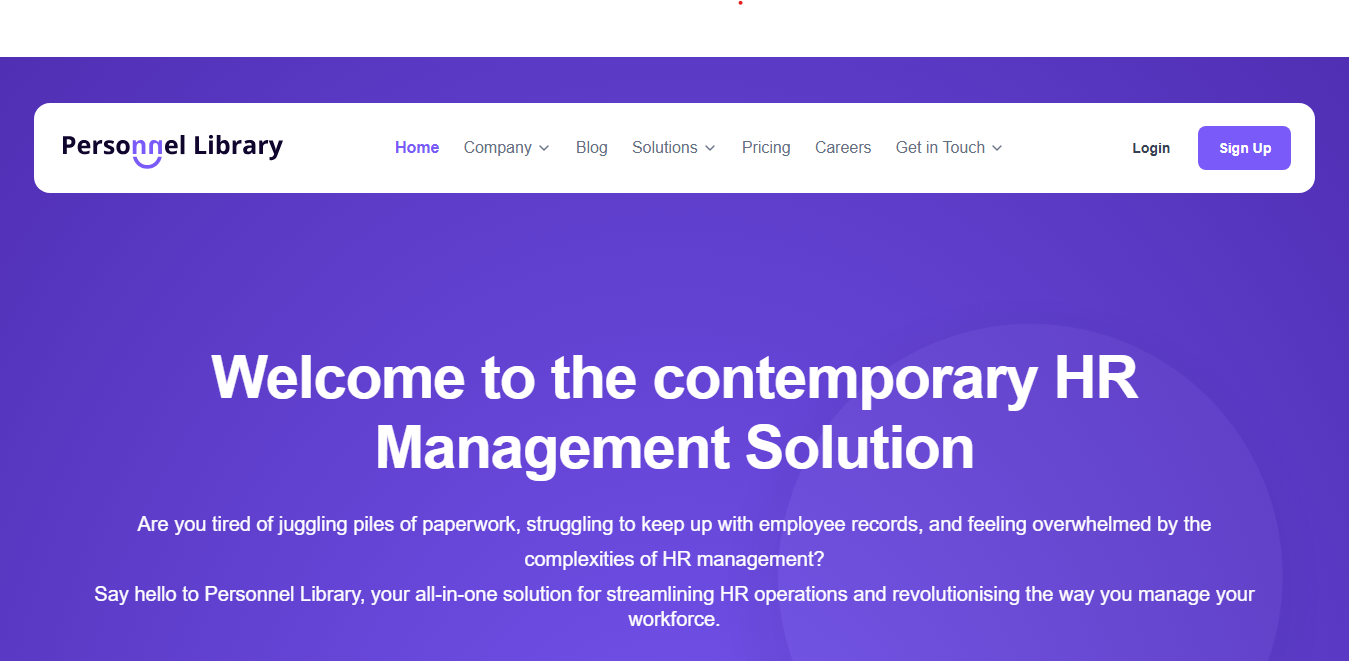 Personnel Library
Home Company Blog Solutions Pricing Careers Get in Touch
Login Sign Up
Welcome to the contemporary HR
Management Solution
Are you tired of juggling piles of paperwork, struggling to keep up with employee records, and feeling overwhelmed by the
complexities of HR management?
Say hello to Personnel Library, your all-in-one solution for streamlining HR operations and revolutionising the way you manage your
workforce.